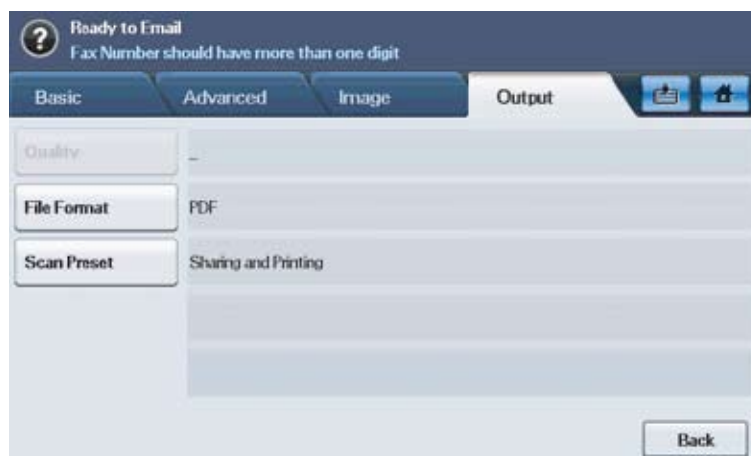 ?
Ready to Email
Fax Number should have more than one digit
Basic Advanced Image Output
Quality –
File Format PDF
Scan Preset Sharing and Printing
Back